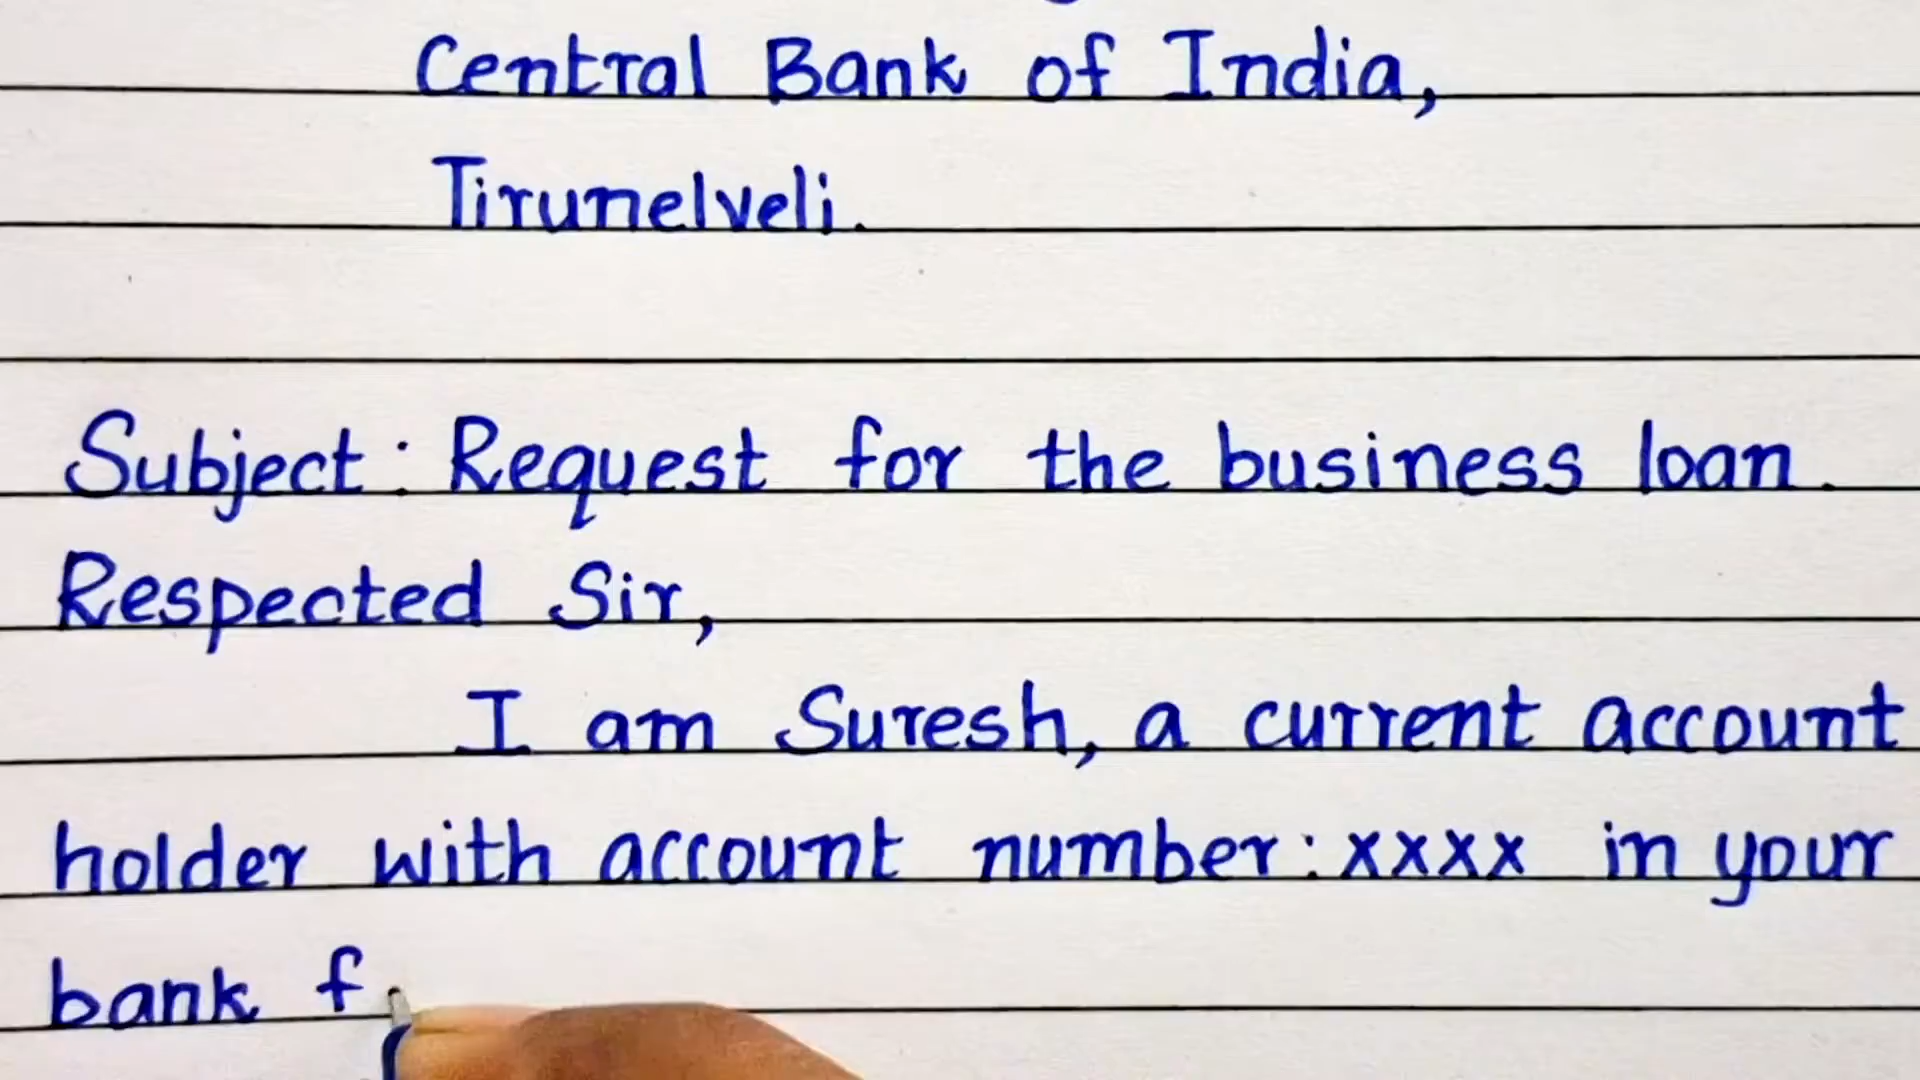 Central Bank of India,
Tirunelveli.
Subject: Request for the business loan.
Respected Sir,
I am Suresh, a current account
holder with account number: xxxx in your
bank f